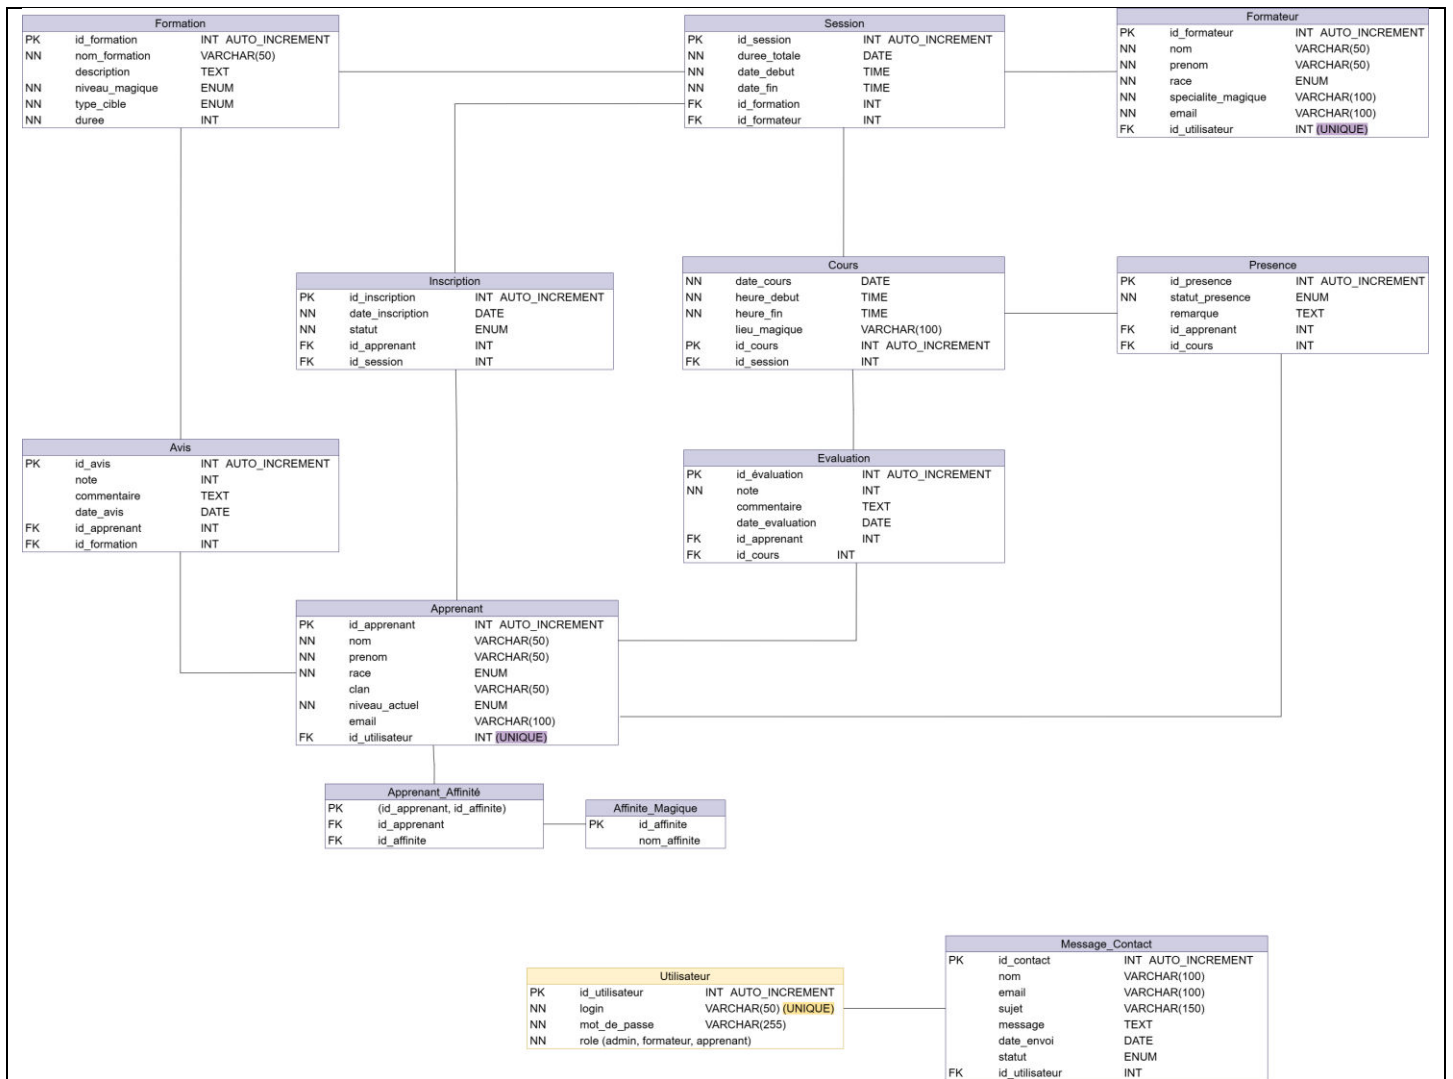 Formation
PK id_formation INT AUTO_INCREMENT
NN nom_formation VARCHAR(50)
description TEXT
NN niveau_magique ENUM
NN type_cible ENUM
NN duree INT
Session
PK id_session INT AUTO_INCREMENT
NN duree_totale DATE
NN date_debut TIME
NN date_fin TIME
FK id_formation INT
FK id_formateur INT
Formateur
PK id_formateur INT AUTO_INCREMENT
NN nom VARCHAR(50)
NN prenom VARCHAR(50)
NN race ENUM
NN specialite_magique VARCHAR(100)
NN email VARCHAR(100)
FK id_utilisateur INT (UNIQUE)
Inscription
PK id_inscription INT AUTO_INCREMENT
NN date_inscription DATE
NN statut ENUM
FK id_apprenant INT
FK id_session INT
Cours
NN date_cours DATE
NN heure_debut TIME
NN heure_fin TIME
lieu_magique VARCHAR(100)
PK id_cours INT AUTO_INCREMENT
FK id_session INT
Presence
PK id_presence INT AUTO_INCREMENT
NN statut_presence ENUM
remarque TEXT
FK id_apprenant INT
FK id_cours INT
Avis
PK id_avis INT AUTO_INCREMENT
note INT
commentaire TEXT
date_avis DATE
FK id_apprenant INT
FK id_formation INT
Evaluation
PK id_évaluation INT AUTO_INCREMENT
NN note INT
commentaire TEXT
date_evaluation DATE
FK id_apprenant INT
FK id_cours INT
Apprenant
PK id_apprenant INT AUTO_INCREMENT
NN nom VARCHAR(50)
NN prenom VARCHAR(50)
NN race ENUM
clan VARCHAR(50)
NN niveau_actuel ENUM
email VARCHAR(100)
FK id_utilisateur INT (UNIQUE)
Apprenant_Affinité
PK (id_apprenant, id_affinite)
FK id_apprenant
FK id_affinite
Affinite_Magique
PK id_affinite
nom_affinite
Utilisateur
PK id_utilisateur INT AUTO_INCREMENT
NN login VARCHAR(50) (UNIQUE)
NN mot_de_passe VARCHAR(255)
NN role (admin, formateur, apprenant)
Message_Contact
PK id_contact INT AUTO_INCREMENT
nom VARCHAR(100)
email VARCHAR(100)
sujet VARCHAR(150)
message TEXT
date_envoi DATE
statut ENUM
FK id_utilisateur INT